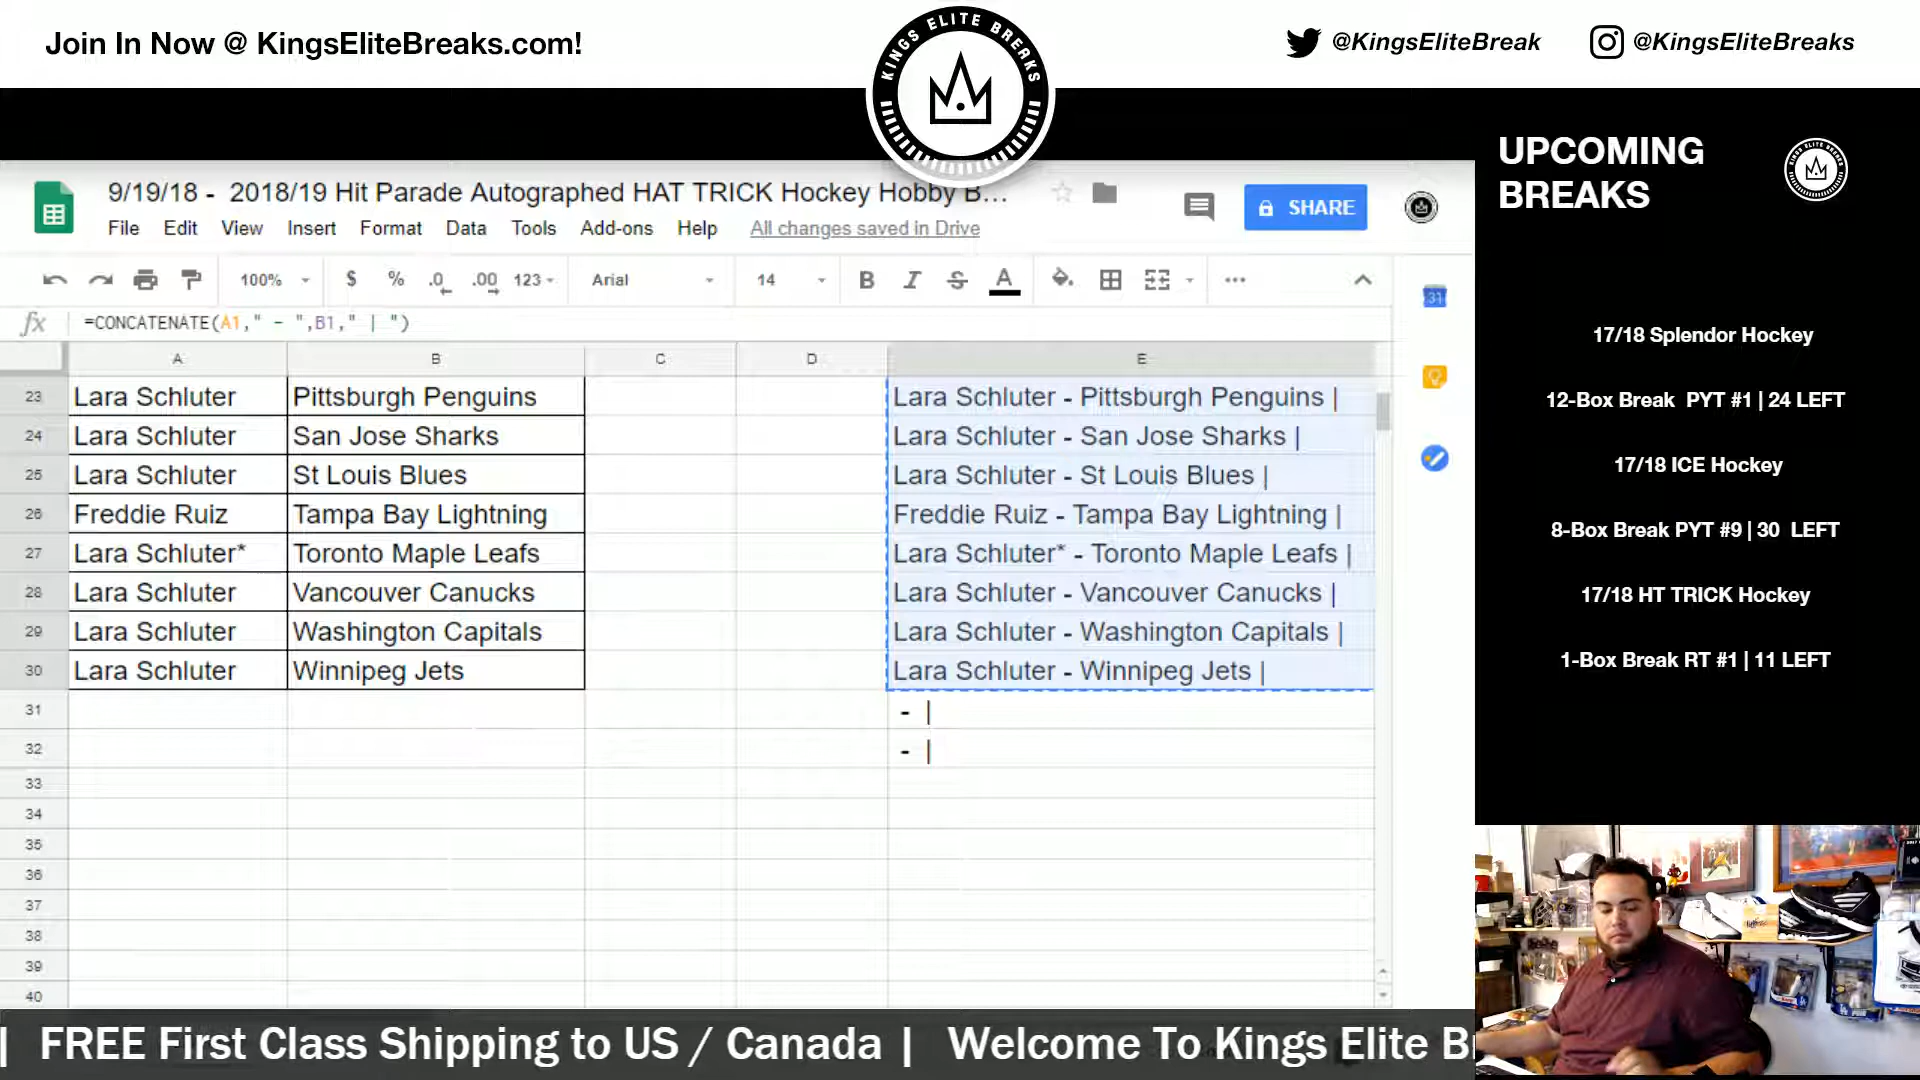 Join In Now @ KingsEliteBreaks.com!
KINGS ELITE BREAKS
@KingsEliteBreak
@KingsEliteBreaks
9/19/18 - 2018/19 Hit Parade Autographed HAT TRICK Hockey Hobby B...
SHARE
File Edit View Insert Format Data Tools Add-ons Help All changes saved in Drive
100% $ % .0 .00 123 Arial 14 B I S A ...
fx =CONCATENATE(A1," - ",B1," | ")
A B C D E
23 Lara Schluter Pittsburgh Penguins Lara Schluter - Pittsburgh Penguins |
24 Lara Schluter San Jose Sharks Lara Schluter - San Jose Sharks |
25 Lara Schluter St Louis Blues Lara Schluter - St Louis Blues |
26 Freddie Ruiz Tampa Bay Lightning Freddie Ruiz - Tampa Bay Lightning |
27 Lara Schluter* Toronto Maple Leafs Lara Schluter* - Toronto Maple Leafs |
28 Lara Schluter Vancouver Canucks Lara Schluter - Vancouver Canucks |
29 Lara Schluter Washington Capitals Lara Schluter - Washington Capitals |
30 Lara Schluter Winnipeg Jets Lara Schluter - Winnipeg Jets |
31 - |
32 - |
33
34
35
36
37
38
39
40
31
UPCOMING
BREAKS
17/18 Splendor Hockey
12-Box Break PYT #1 | 24 LEFT
17/18 ICE Hockey
8-Box Break PYT #9 | 30 LEFT
17/18 HT TRICK Hockey
1-Box Break RT #1 | 11 LEFT
| FREE First Class Shipping to US / Canada | Welcome To Kings Elite B